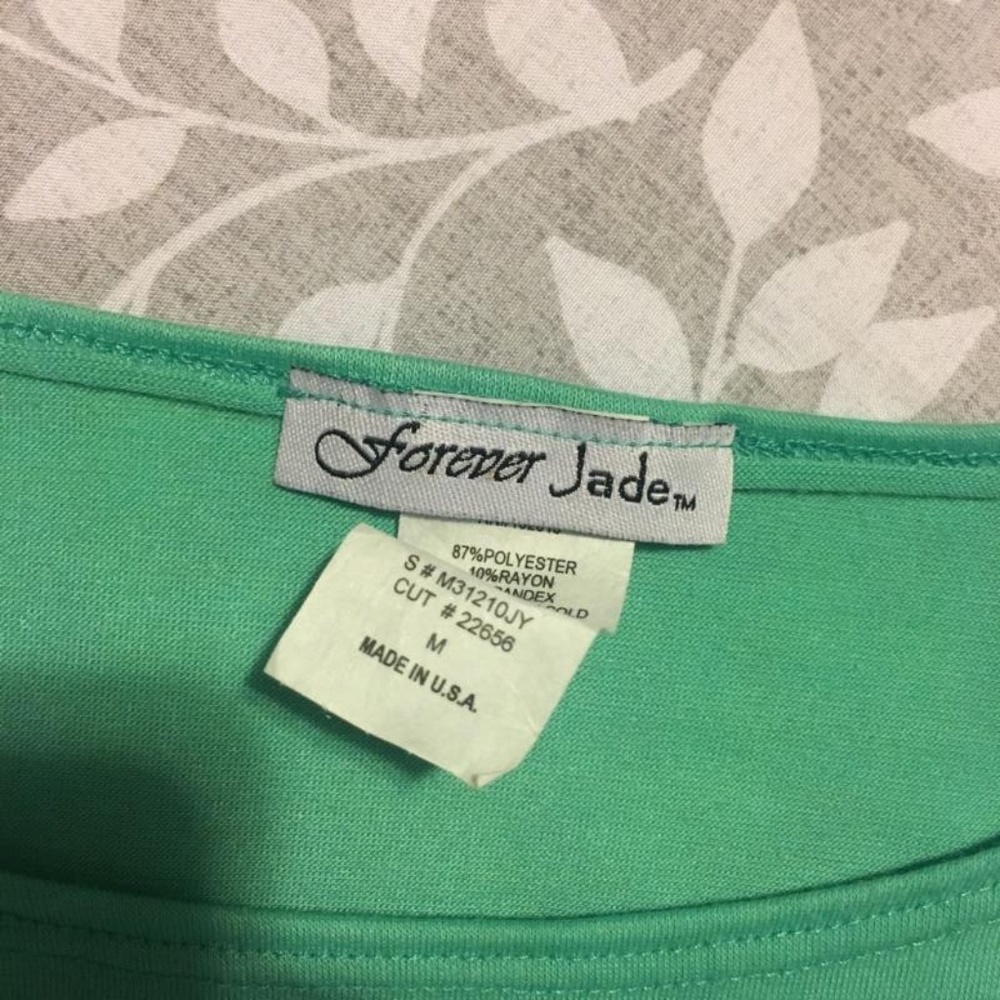 Forever Jade™
87%POLYESTER
10%RAYON
S # M31210JY
CUT # 22656
M
MADE IN U.S.A.